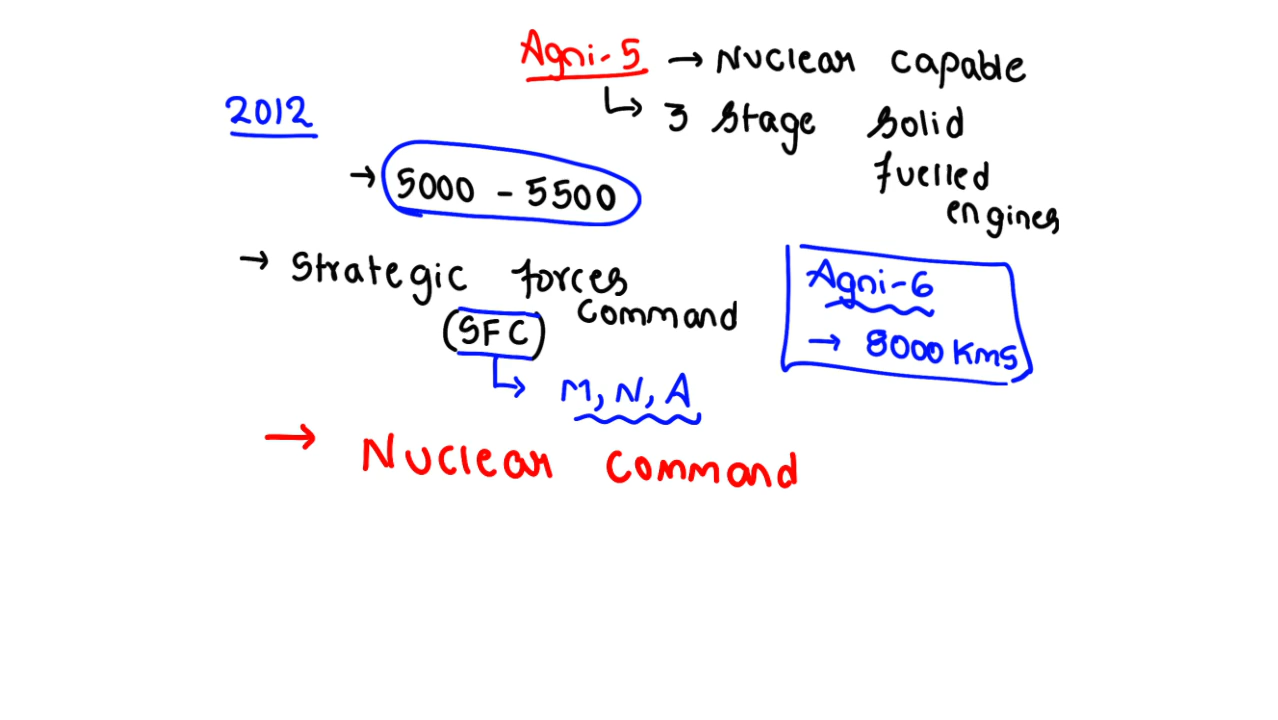 Agni-5 → Nuclear capable
2012
↳ 3 stage solid
fuelled
engines
→ 5000 - 5500
→ Strategic forces
command
(SFC)
Agni-6
→ 8000 Kms
↳ M, N, A
→ Nuclear command